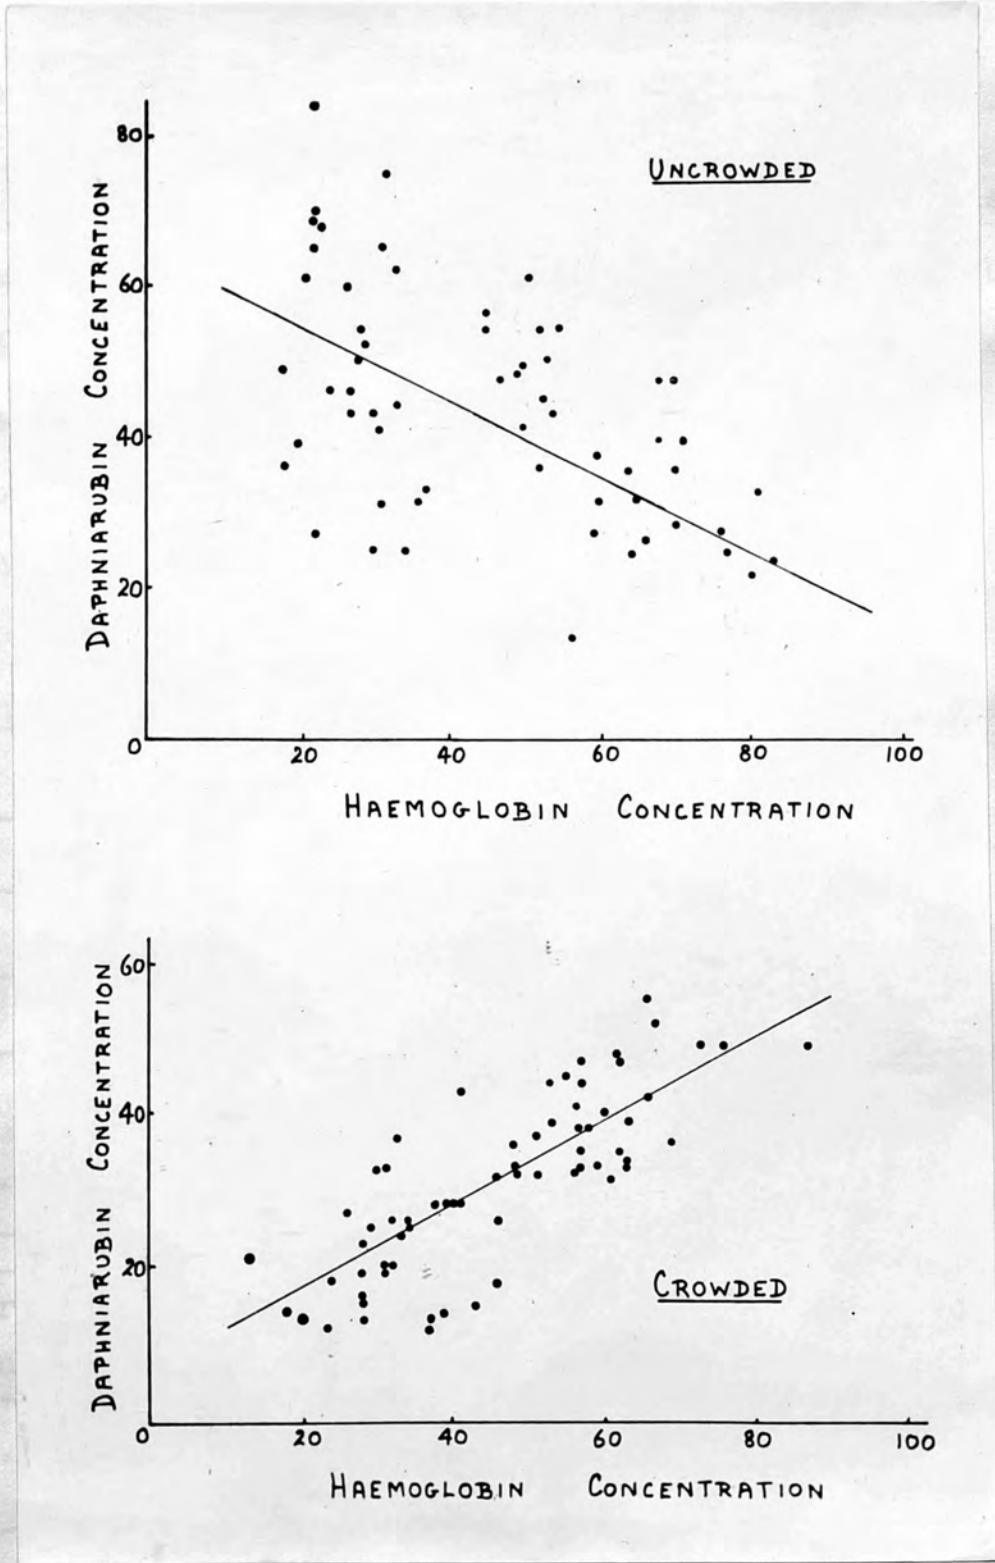 UNCROWDED
DAPHNIARUBIN CONCENTRATION
80
60
40
20
0
20 40 60 80 100
HAEMOGLOBIN CONCENTRATION
DAPHNIARUBIN CONCENTRATION
60
40
20
CROWDED
0 20 40 60 80 100
HAEMOGLOBIN CONCENTRATION